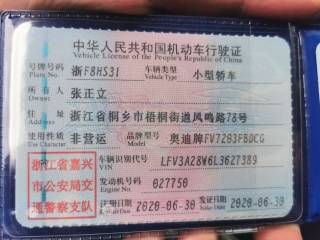 中华人民共和国机动车行驶证
Vehicle License of the People's Republic of China
号牌号码 浙F8HS31 车辆类型 小型轿车
Plate No. Vehicle Type
所有人 张正立
Owner
住址 浙江省桐乡市梧桐街道凤鸣路78号
Address
使用性质 非营运 品牌型号 奥迪牌FV7203FBDCG
Use Character Model
浙江省嘉兴 车辆识别代号 LFV3A28W6L3627389
VIN
市公安局交 发动机号码 027750
Engine No.
通警察支队 注册日期 2020-06-30 发证日期 2020-06-30
Register Date Issue Date